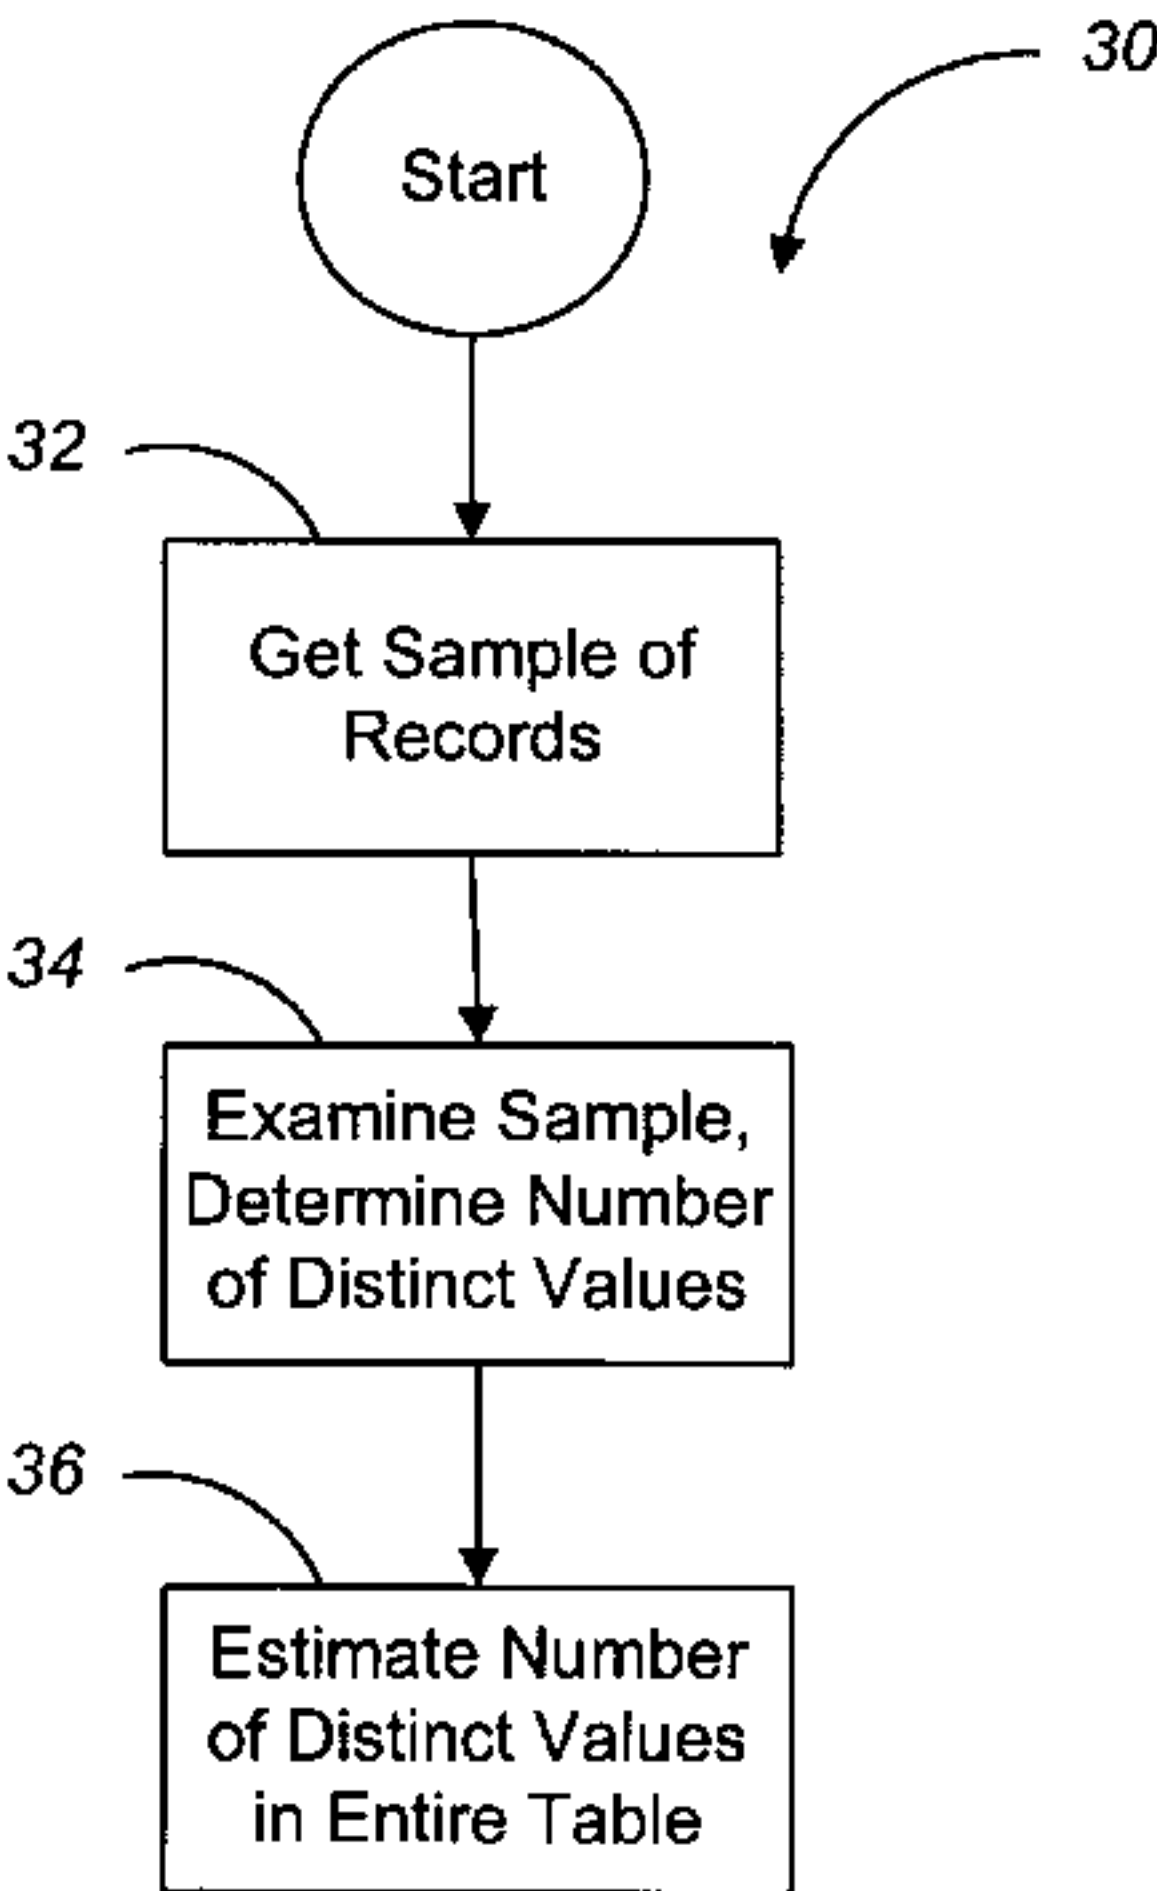 30
Start
32
Get Sample of
Records
34
Examine Sample,
Determine Number
of Distinct Values
36
Estimate Number
of Distinct Values
in Entire Table